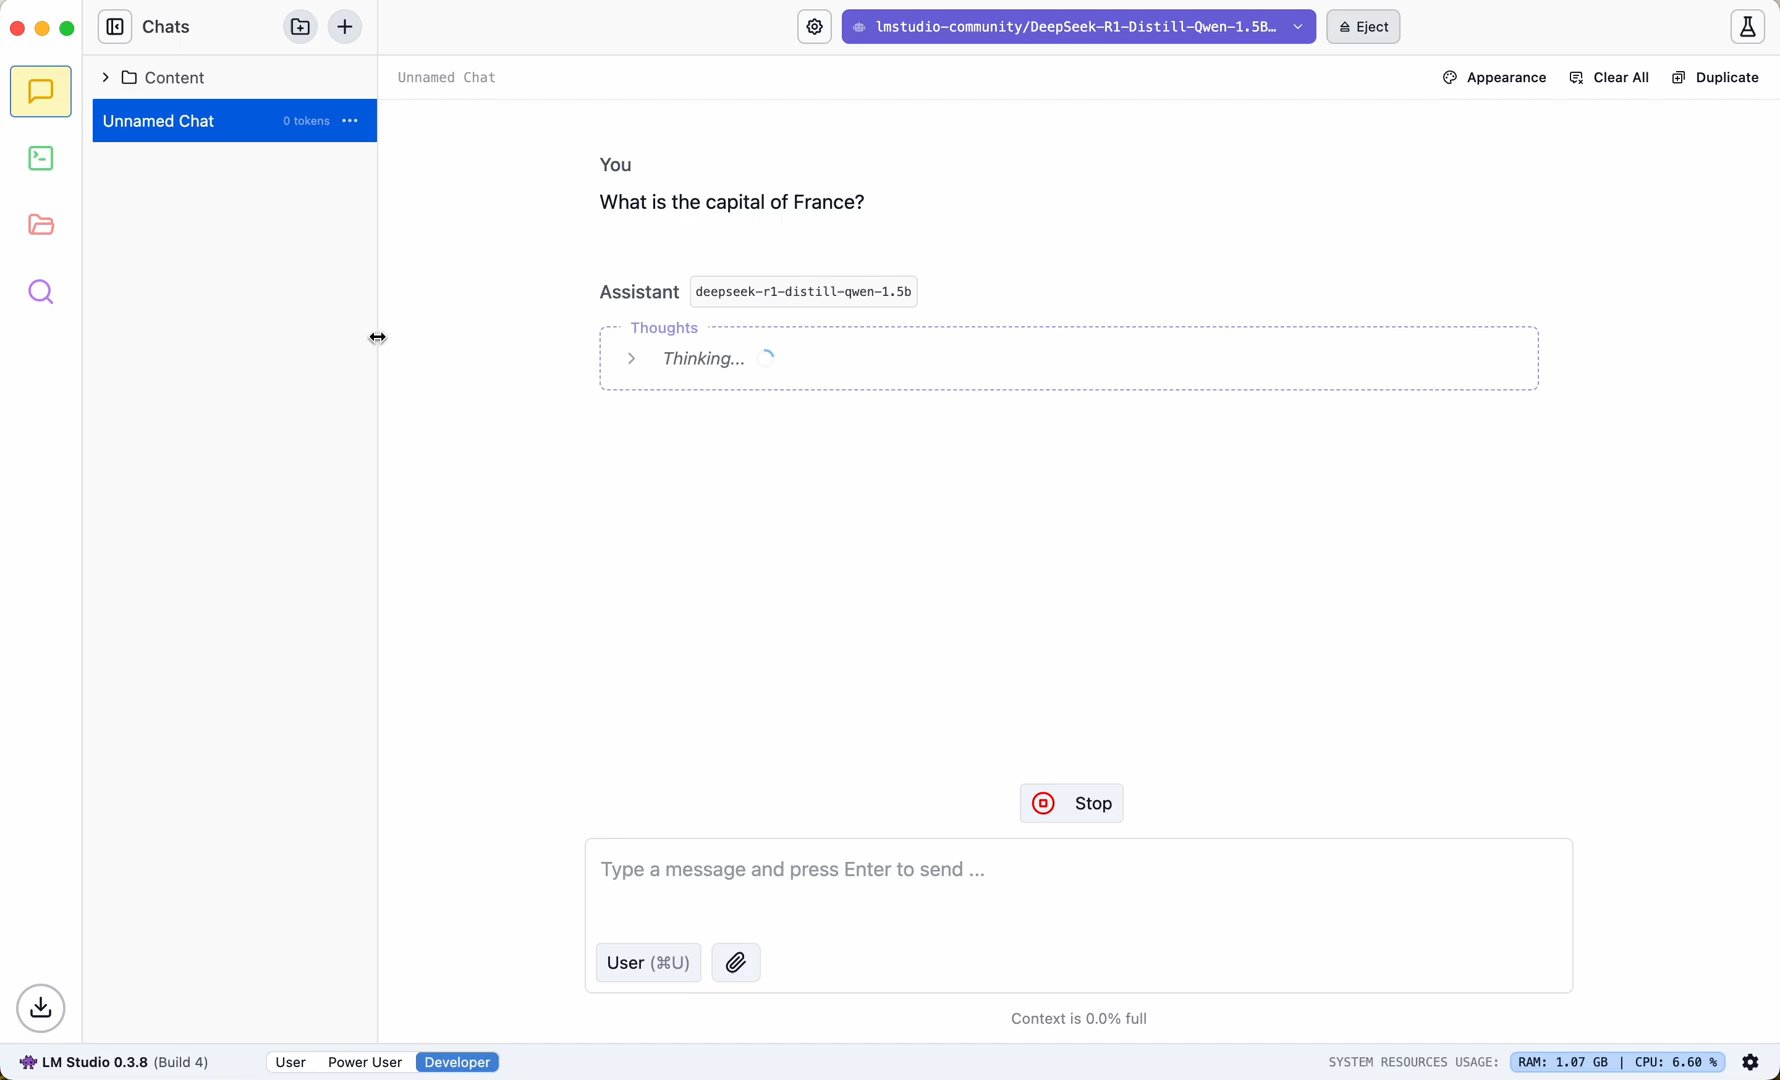 Chats
lmstudio-community/DeepSeek-R1-Distill-Qwen-1.5B…
Eject
Content
Unnamed Chat
Appearance
Clear All
Duplicate
Unnamed Chat
0 tokens
You
What is the capital of France?
Assistant
deepseek-r1-distill-qwen-1.5b
Thoughts
Thinking...
Stop
Type a message and press Enter to send ...
User (⌘U)
Context is 0.0% full
LM Studio 0.3.8 (Build 4)
User
Power User
Developer
SYSTEM RESOURCES USAGE:
RAM: 1.07 GB | CPU: 6.60 %